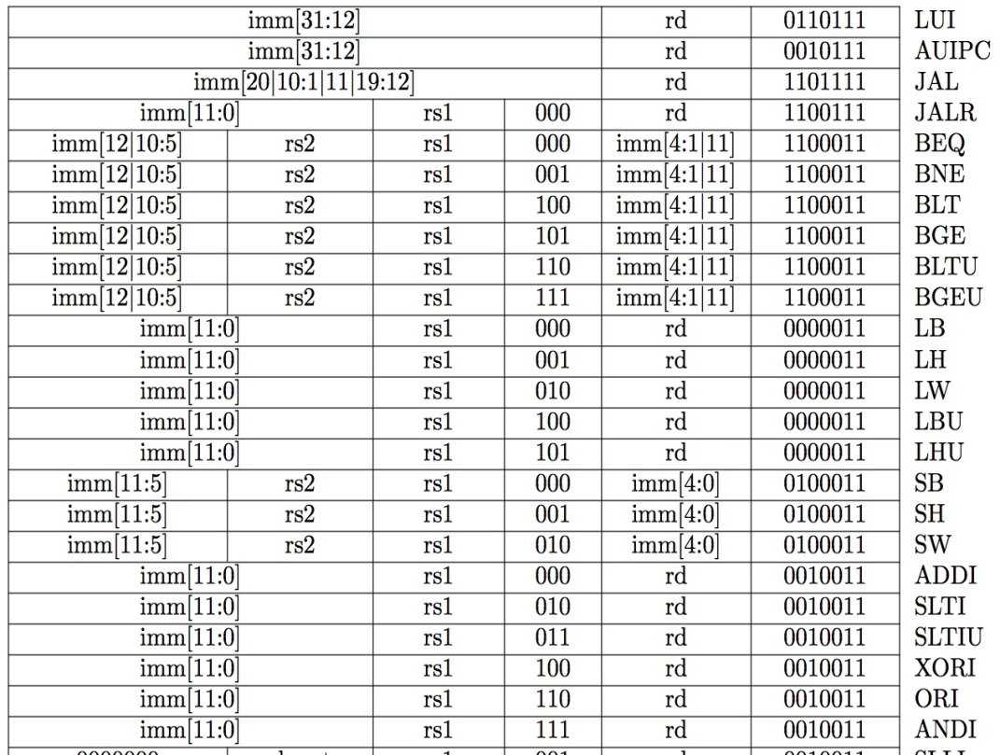 imm[31:12] rd 0110111 LUI
imm[31:12] rd 0010111 AUIPC
imm[20|10:1|11|19:12] rd 1101111 JAL
imm[11:0] rs1 000 rd 1100111 JALR
imm[12|10:5] rs2 rs1 000 imm[4:1|11] 1100011 BEQ
imm[12|10:5] rs2 rs1 001 imm[4:1|11] 1100011 BNE
imm[12|10:5] rs2 rs1 100 imm[4:1|11] 1100011 BLT
imm[12|10:5] rs2 rs1 101 imm[4:1|11] 1100011 BGE
imm[12|10:5] rs2 rs1 110 imm[4:1|11] 1100011 BLTU
imm[12|10:5] rs2 rs1 111 imm[4:1|11] 1100011 BGEU
imm[11:0] rs1 000 rd 0000011 LB
imm[11:0] rs1 001 rd 0000011 LH
imm[11:0] rs1 010 rd 0000011 LW
imm[11:0] rs1 100 rd 0000011 LBU
imm[11:0] rs1 101 rd 0000011 LHU
imm[11:5] rs2 rs1 000 imm[4:0] 0100011 SB
imm[11:5] rs2 rs1 001 imm[4:0] 0100011 SH
imm[11:5] rs2 rs1 010 imm[4:0] 0100011 SW
imm[11:0] rs1 000 rd 0010011 ADDI
imm[11:0] rs1 010 rd 0010011 SLTI
imm[11:0] rs1 011 rd 0010011 SLTIU
imm[11:0] rs1 100 rd 0010011 XORI
imm[11:0] rs1 110 rd 0010011 ORI
imm[11:0] rs1 111 rd 0010011 ANDI